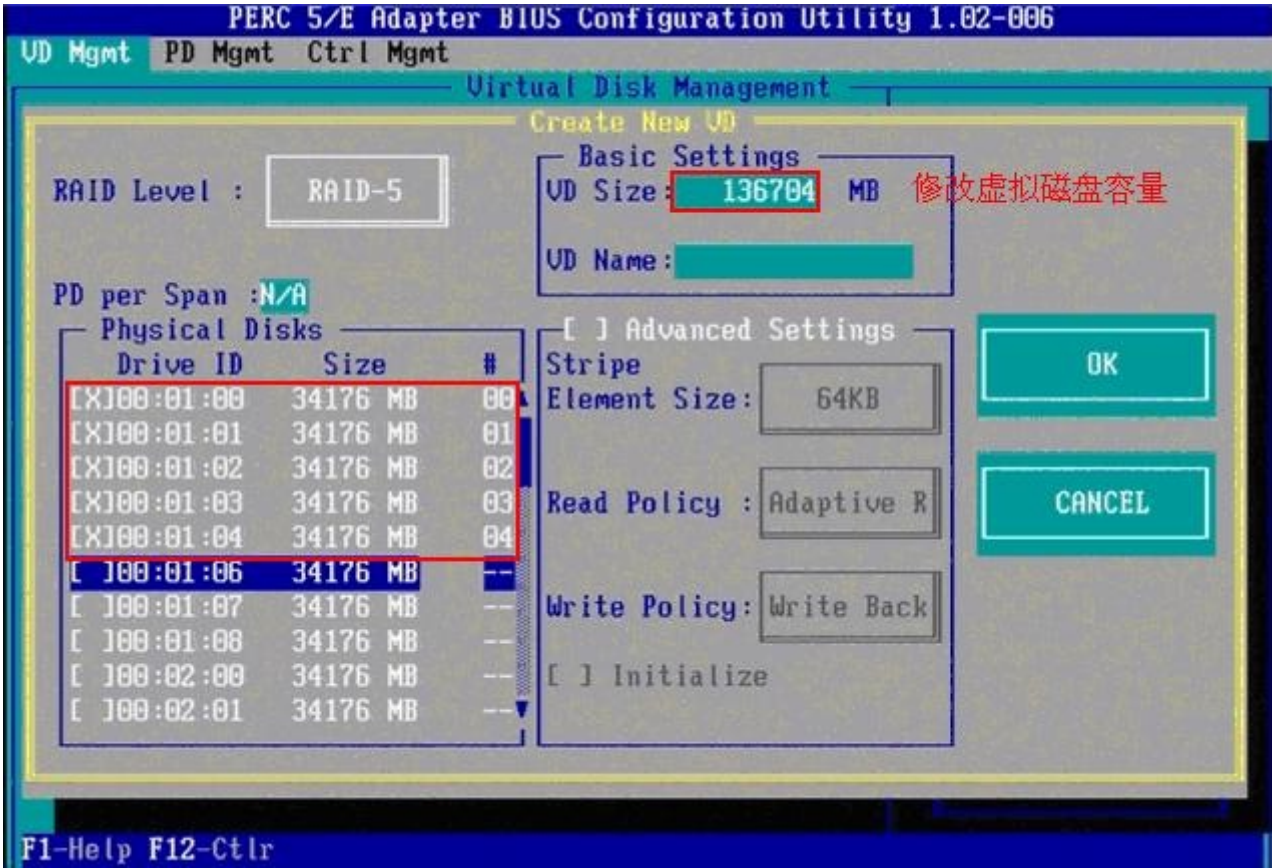 PERC 5/E Adapter BIOS Configuration Utility 1.02-006
VD Mgmt PD Mgmt Ctrl Mgmt
Virtual Disk Management
Create New VD
RAID Level : RAID-5
Basic Settings
VD Size: 136704 MB 修改虚拟磁盘容量
VD Name:
PD per Span :N/A
Physical Disks
Drive ID Size #
[X]00:01:00 34176 MB 00
[X]00:01:01 34176 MB 01
[X]00:01:02 34176 MB 02
[X]00:01:03 34176 MB 03
[X]00:01:04 34176 MB 04
[ ]00:01:06 34176 MB --
[ ]00:01:07 34176 MB --
[ ]00:01:08 34176 MB --
[ ]00:02:00 34176 MB --
[ ]00:02:01 34176 MB --
[ ] Advanced Settings
Stripe
Element Size: 64KB
Read Policy : Adaptive R
Write Policy: Write Back
[ ] Initialize
OK
CANCEL
F1-Help F12-Ctlr